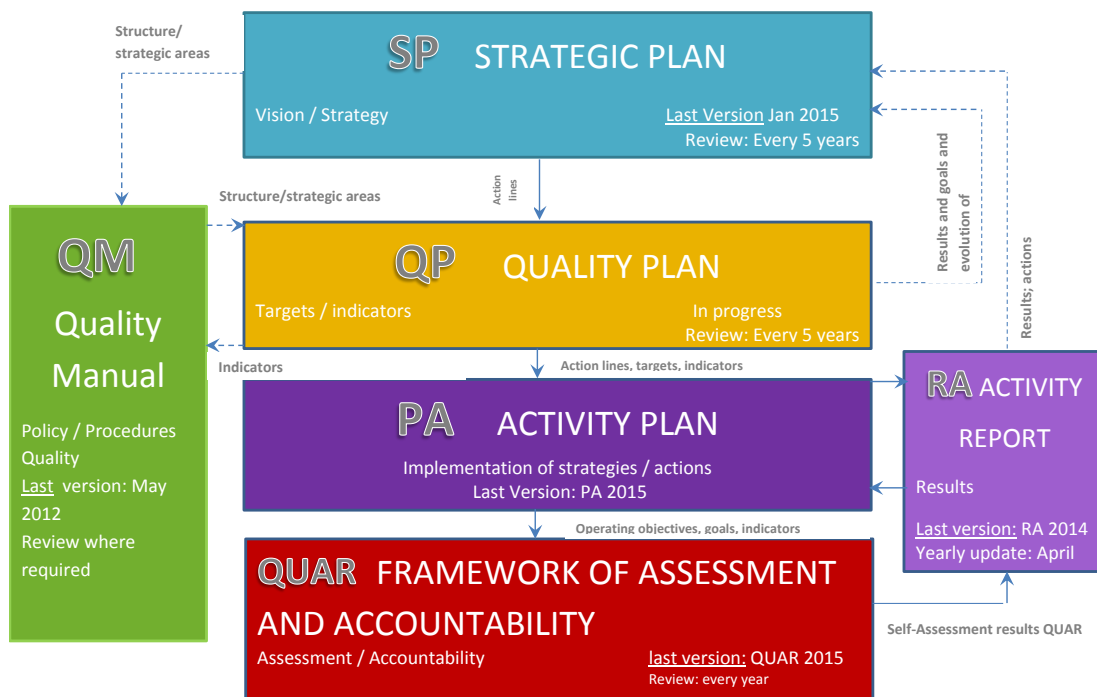 Structure/
strategic areas
SP STRATEGIC PLAN
Vision / Strategy
Last Version Jan 2015
Review: Every 5 years
Action
lines
Structure/strategic areas
Results and goals and
evolution of
Results; actions
QM
Quality
Manual
Policy / Procedures
Quality
Last version: May
2012
Review where
required
QP QUALITY PLAN
Targets / indicators
In progress
Review: Every 5 years
Indicators
Action lines, targets, indicators
PA ACTIVITY PLAN
Implementation of strategies / actions
Last Version: PA 2015
RA ACTIVITY
REPORT
Results
Last version: RA 2014
Yearly update: April
Operating objectives, goals, indicators
QUAR FRAMEWORK OF ASSESSMENT
AND ACCOUNTABILITY
Assessment / Accountability
last version: QUAR 2015
Review: every year
Self-Assessment results QUAR